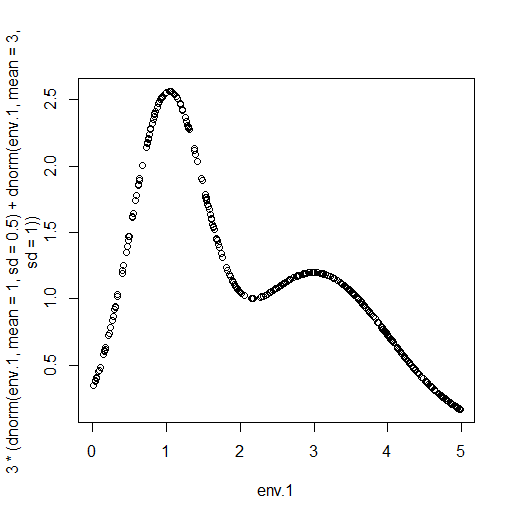 3 * (dnorm(env.1, mean = 1, sd = 0.5) + dnorm(env.1, mean = 3,
sd = 1))
2.5
2.0
1.5
1.0
0.5
0 1 2 3 4 5
env.1